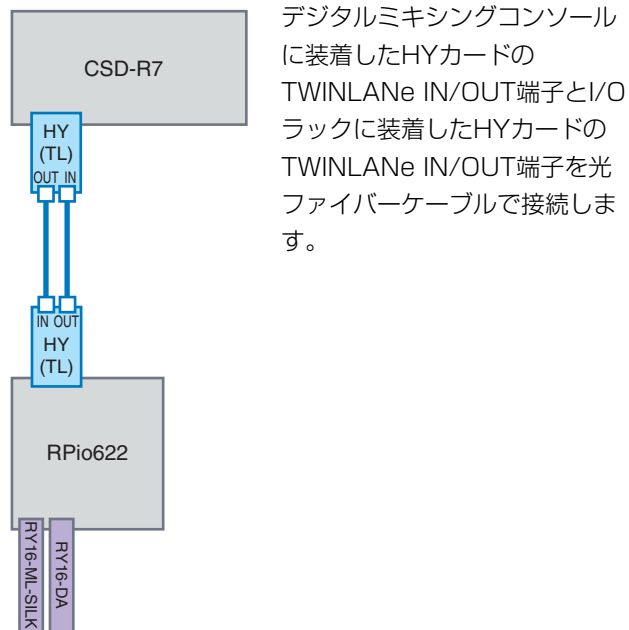 デジタルミキシングコンソール
に装着したHYカードの
TWINLANe IN/OUT端子とI/O
ラックに装着したHYカードの
TWINLANe IN/OUT端子を光
ファイバーケーブルで接続しま
す。
CSD-R7
HY
(TL)
OUT IN
IN OUT
HY
(TL)
RPio622
RY16-ML-SILK
RY16-DA